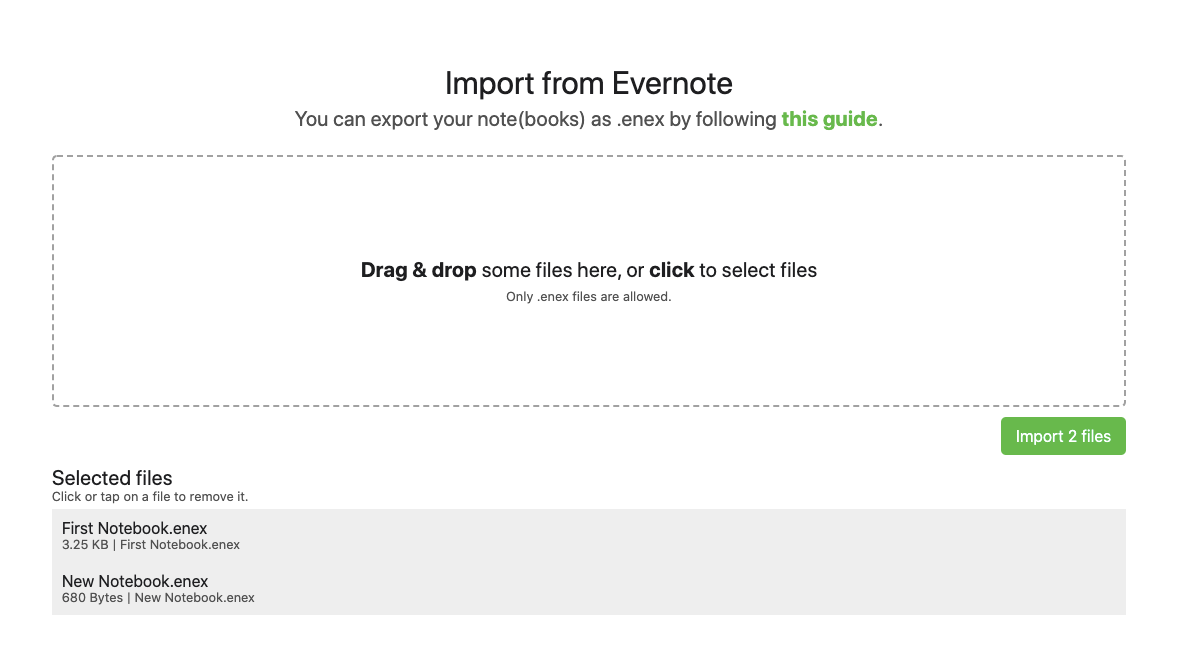 Import from Evernote
You can export your note(books) as .enex by following this guide.
Drag & drop some files here, or click to select files
Only .enex files are allowed.
Import 2 files
Selected files
Click or tap on a file to remove it.
First Notebook.enex
3.25 KB | First Notebook.enex
New Notebook.enex
680 Bytes | New Notebook.enex